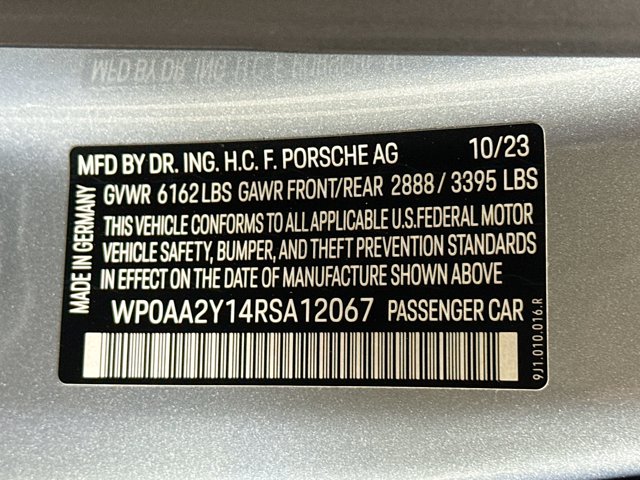 MFD BY DR. ING. H.C. F. PORSCHE AG 10/23
GVWR 6162 LBS GAWR FRONT/REAR 2888 / 3395 LBS
THIS VEHICLE CONFORMS TO ALL APPLICABLE U.S.FEDERAL MOTOR
VEHICLE SAFETY, BUMPER, AND THEFT PREVENTION STANDARDS
IN EFFECT ON THE DATE OF MANUFACTURE SHOWN ABOVE
WP0AA2Y14RSA12067 PASSENGER CAR
MADE IN GERMANY
9J1.010.016.R